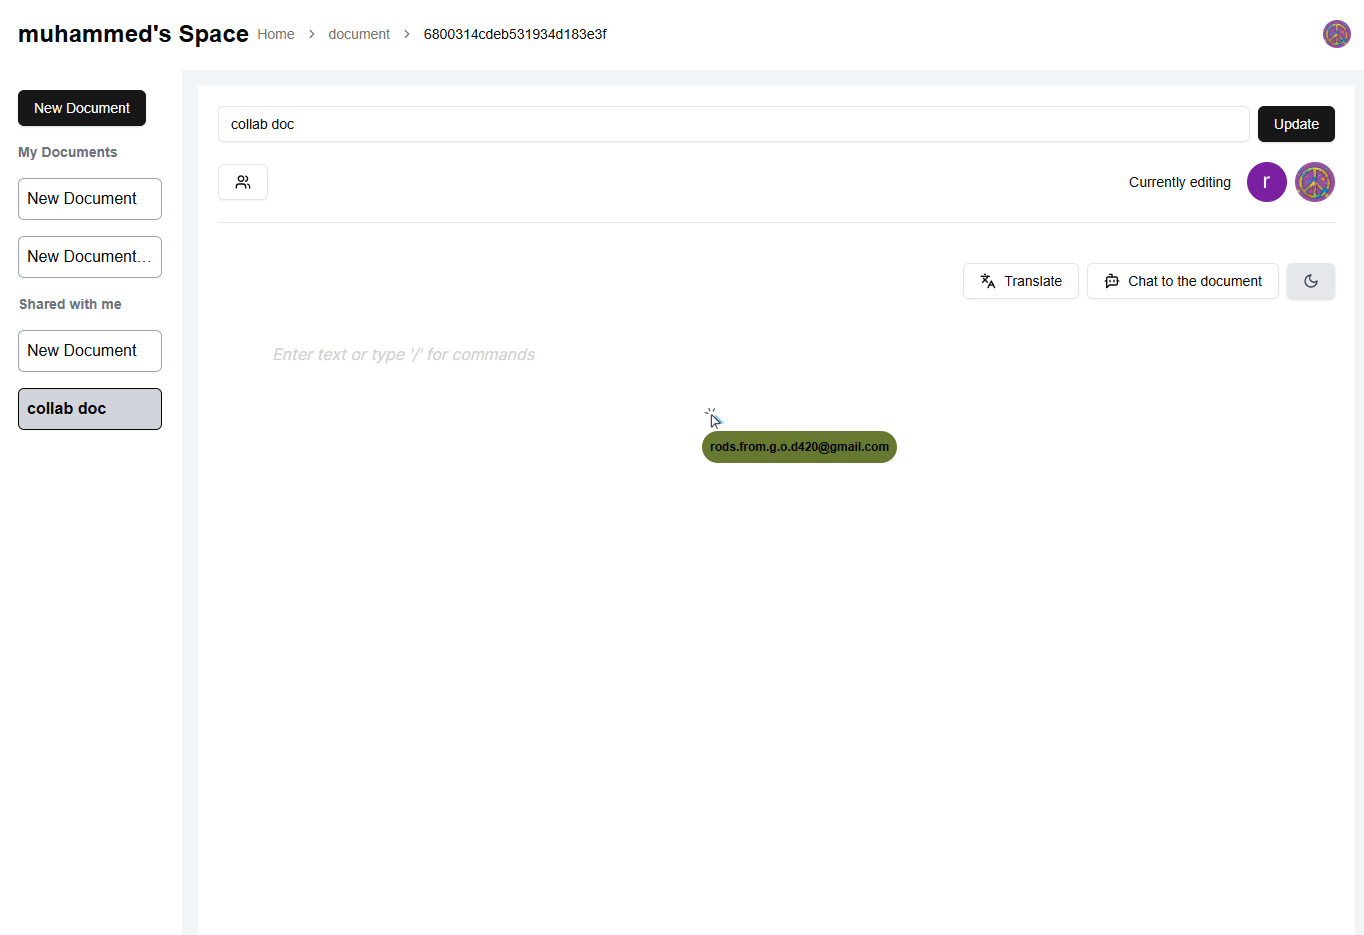 muhammed's Space Home > document > 6800314cdeb531934d183e3f
New Document
My Documents
New Document
New Document...
Shared with me
New Document
collab doc
collab doc
Update
Currently editing
r
Translate
Chat to the document
Enter text or type '/' for commands
rods.from.g.o.d420@gmail.com